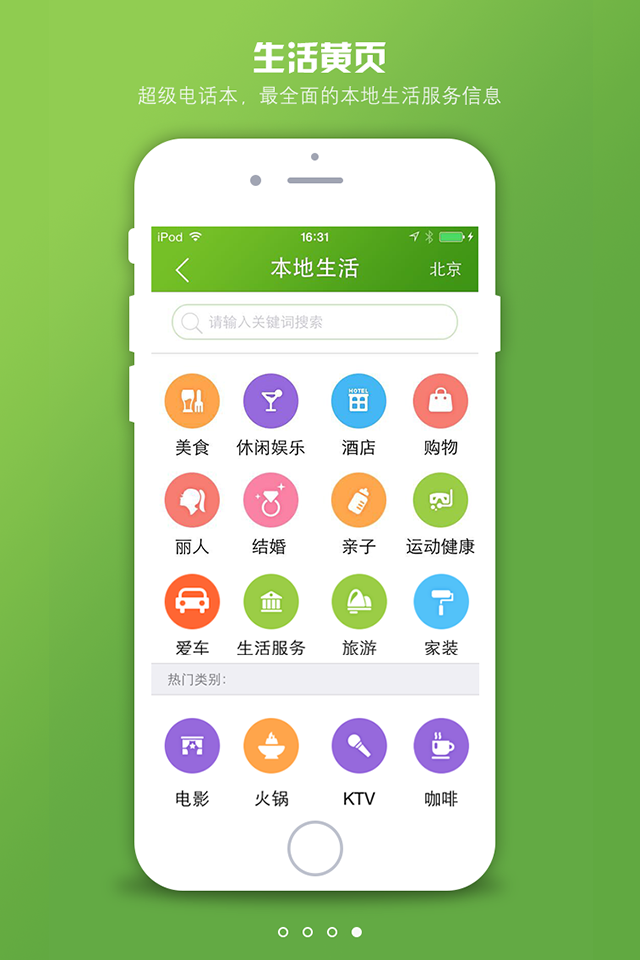 生活黄页
超级电话本，最全面的本地生活服务信息
iPod 16:31
本地生活 北京
请输入关键词搜索
HOTEL
美食 休闲娱乐 酒店 购物
丽人 结婚 亲子 运动健康
爱车 生活服务 旅游 家装
热门类别：
电影 火锅 KTV 咖啡